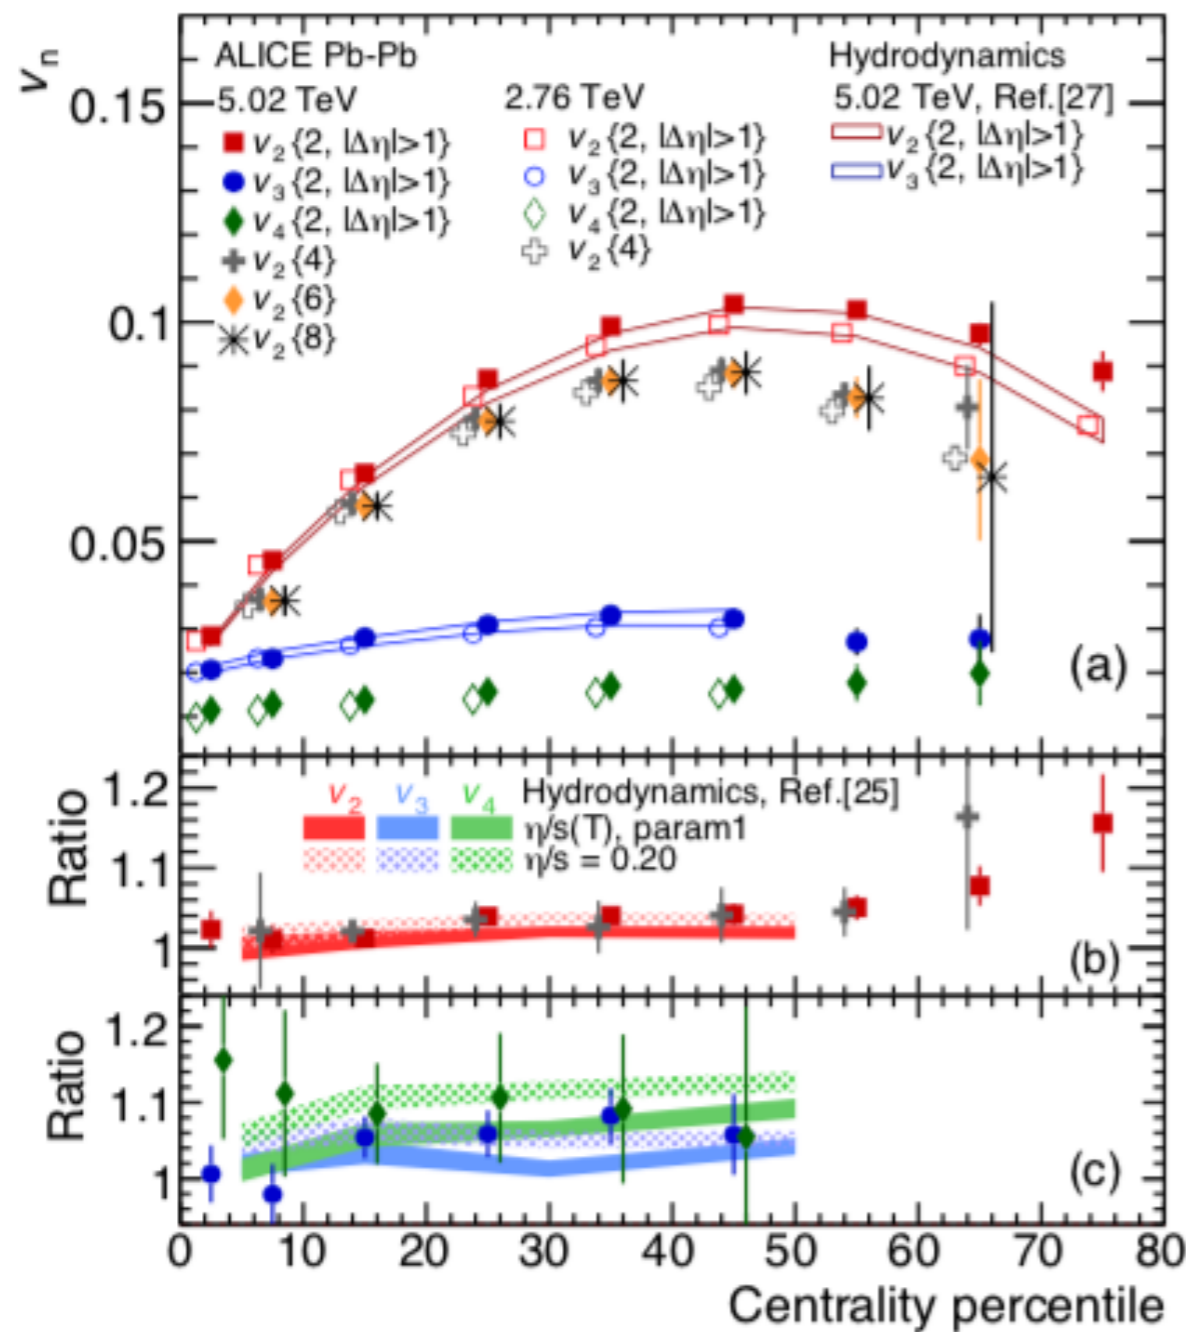 v_n
ALICE Pb-Pb
5.02 TeV
v_2{2, |Δη|>1}
v_3{2, |Δη|>1}
v_4{2, |Δη|>1}
v_2{4}
v_2{6}
v_2{8}
2.76 TeV
v_2{2, |Δη|>1}
v_3{2, |Δη|>1}
v_4{2, |Δη|>1}
v_2{4}
Hydrodynamics
5.02 TeV, Ref.[27]
v_2{2, |Δη|>1}
v_3{2, |Δη|>1}
0.15
0.1
0.05
(a)
Ratio
1.2
1.1
1
v_2 v_3 v_4 Hydrodynamics, Ref.[25]
η/s(T), param1
η/s = 0.20
(b)
Ratio
1.2
1.1
1
(c)
0 10 20 30 40 50 60 70 80
Centrality percentile